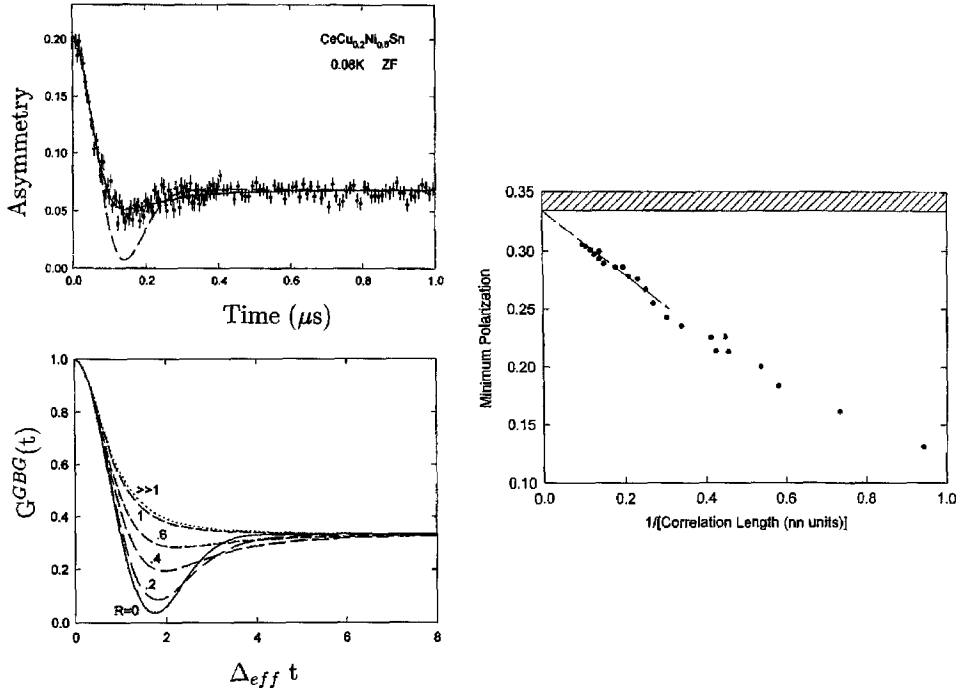 0.20
0.15
0.10
0.05
0.00
Asymmetry
CeCu0.2Ni0.8Sn
0.08K ZF
0.0 0.2 0.4 0.6 0.8 1.0
Time (μs)
1.0
0.8
0.6
0.4
0.2
0.0
G^GBG(t)
>>1
1
.6
.4
.2
R=0
0 2 4 6 8
Δeff t
0.35
0.30
0.25
0.20
0.15
0.10
Minimum Polarization
0.0 0.2 0.4 0.6 0.8 1.0
1/[Correlation Length (nn units)]